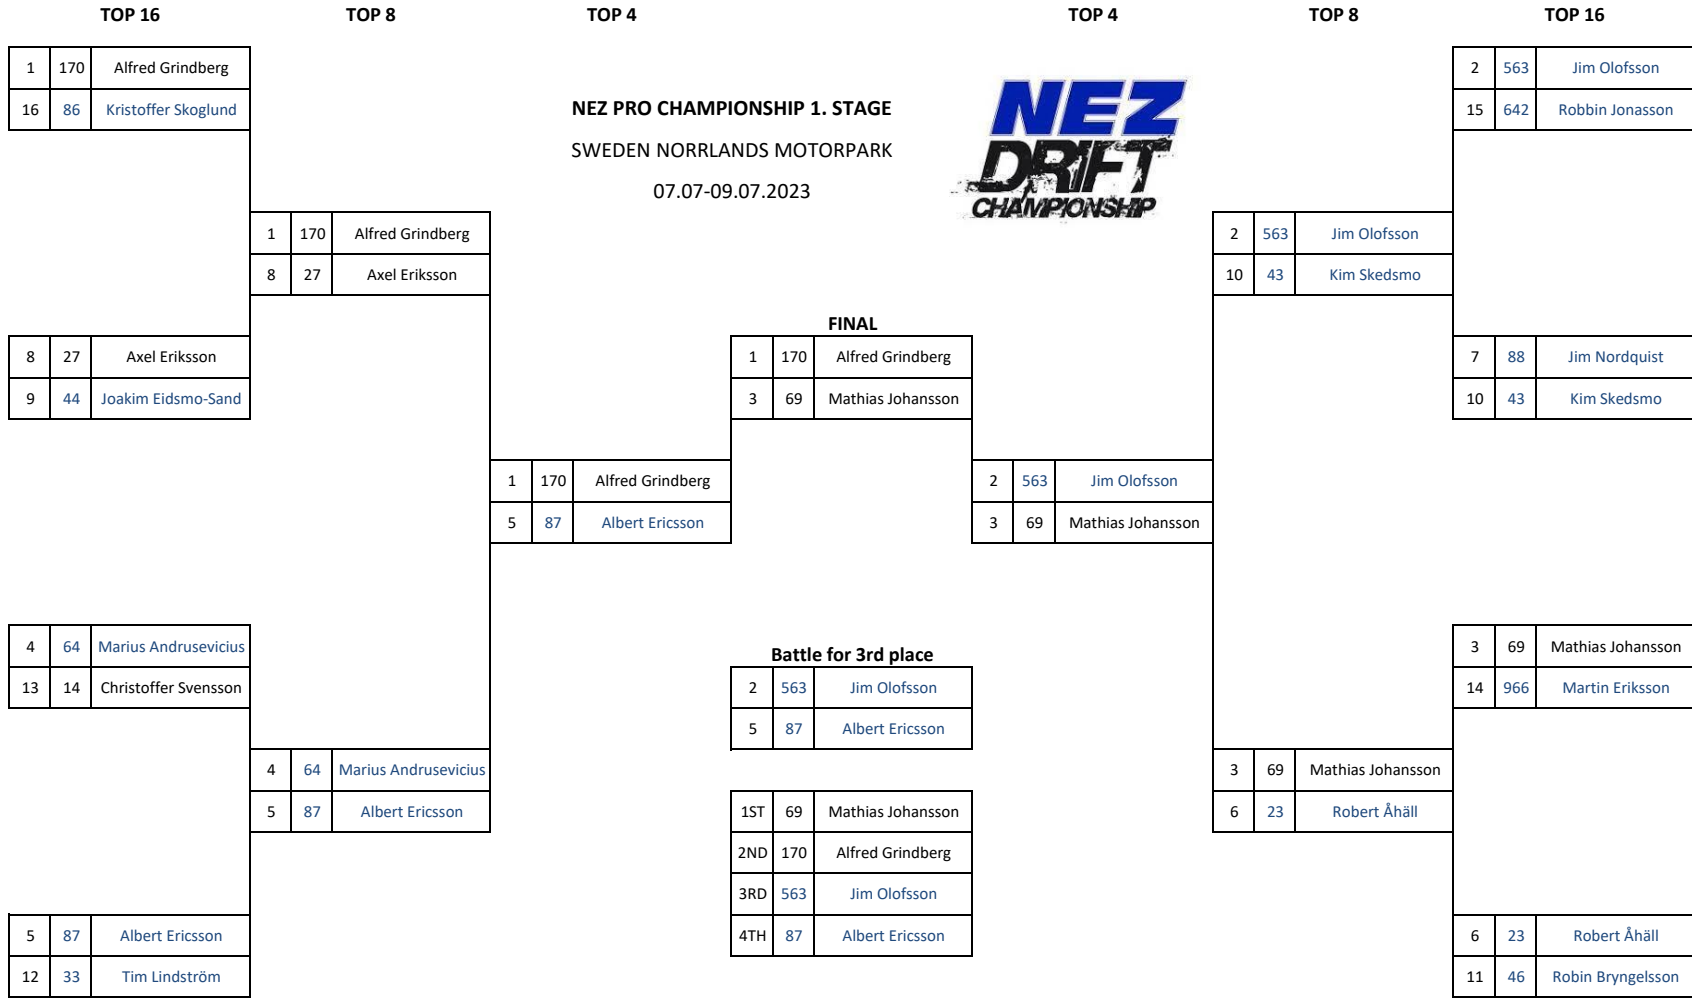 TOP 16 TOP 8 TOP 4 TOP 4 TOP 8 TOP 16
1 170 Alfred Grindberg
16 86 Kristoffer Skoglund
2 563 Jim Olofsson
15 642 Robbin Jonasson
NEZ PRO CHAMPIONSHIP 1. STAGE
SWEDEN NORRLANDS MOTORPARK
07.07-09.07.2023
NEZ
DRIFT
CHAMPIONSHIP
1 170 Alfred Grindberg
8 27 Axel Eriksson
2 563 Jim Olofsson
10 43 Kim Skedsmo
8 27 Axel Eriksson
9 44 Joakim Eidsmo-Sand
FINAL
1 170 Alfred Grindberg
3 69 Mathias Johansson
7 88 Jim Nordquist
10 43 Kim Skedsmo
1 170 Alfred Grindberg
5 87 Albert Ericsson
2 563 Jim Olofsson
3 69 Mathias Johansson
4 64 Marius Andrusevicius
13 14 Christoffer Svensson
Battle for 3rd place
2 563 Jim Olofsson
5 87 Albert Ericsson
3 69 Mathias Johansson
14 966 Martin Eriksson
4 64 Marius Andrusevicius
5 87 Albert Ericsson
3 69 Mathias Johansson
6 23 Robert Åhäll
1ST 69 Mathias Johansson
2ND 170 Alfred Grindberg
3RD 563 Jim Olofsson
4TH 87 Albert Ericsson
5 87 Albert Ericsson
12 33 Tim Lindström
6 23 Robert Åhäll
11 46 Robin Bryngelsson